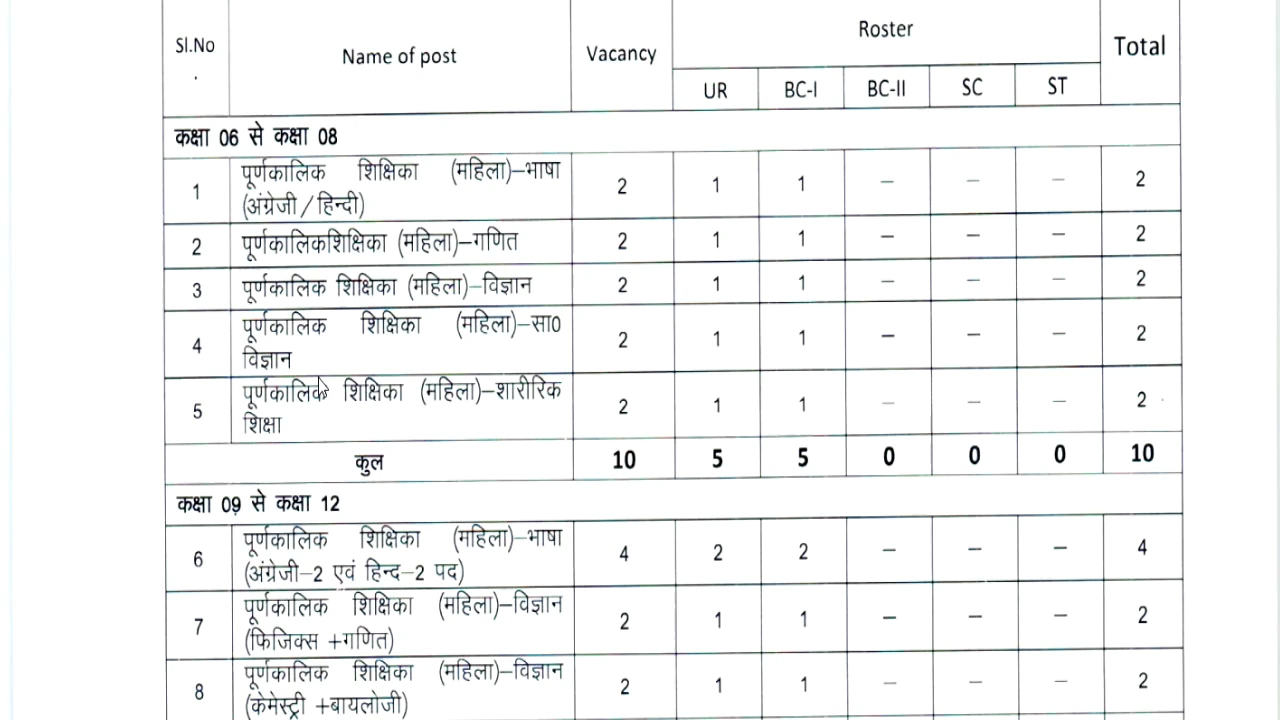 Sl.No
.
Name of post
Vacancy
Roster
Total
UR BC-I BC-II SC ST
कक्षा 06 से कक्षा 08
1 पूर्णकालिक शिक्षिका (महिला)–भाषा 2 1 1 – – – 2
(अंग्रेजी/हिन्दी)
2 पूर्णकालिकशिक्षिका (महिला)–गणित 2 1 1 – – – 2
3 पूर्णकालिक शिक्षिका (महिला)–विज्ञान 2 1 1 – – – 2
4 पूर्णकालिक शिक्षिका (महिला)–सा0 2 1 1 – – – 2
विज्ञान
5 पूर्णकालिक शिक्षिका (महिला)–शारीरिक 2 1 1 – – – 2
शिक्षा
कुल 10 5 5 0 0 0 10
कक्षा 09 से कक्षा 12
6 पूर्णकालिक शिक्षिका (महिला)–भाषा 4 2 2 – – – 4
(अंग्रेजी–2 एवं हिन्द–2 पद)
7 पूर्णकालिक शिक्षिका (महिला)–विज्ञान 2 1 1 – – – 2
(फिजिक्स +गणित)
8 पूर्णकालिक शिक्षिका (महिला)–विज्ञान 2 1 1 – – – 2
(केमेस्ट्री +बायलोजी)